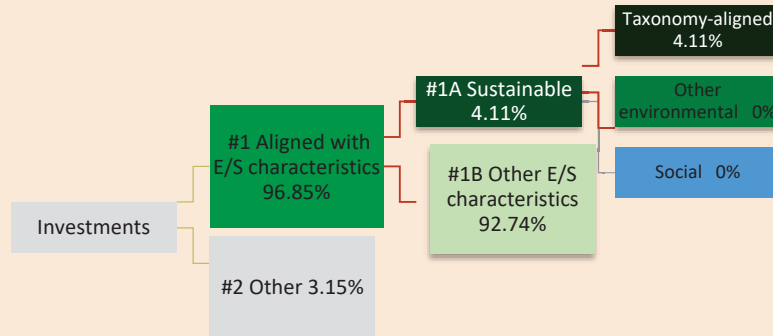 Investments
#1 Aligned with
E/S characteristics
96.85%
#2 Other 3.15%
#1A Sustainable
4.11%
#1B Other E/S
characteristics
92.74%
Taxonomy-aligned
4.11%
Other
environmental 0%
Social 0%